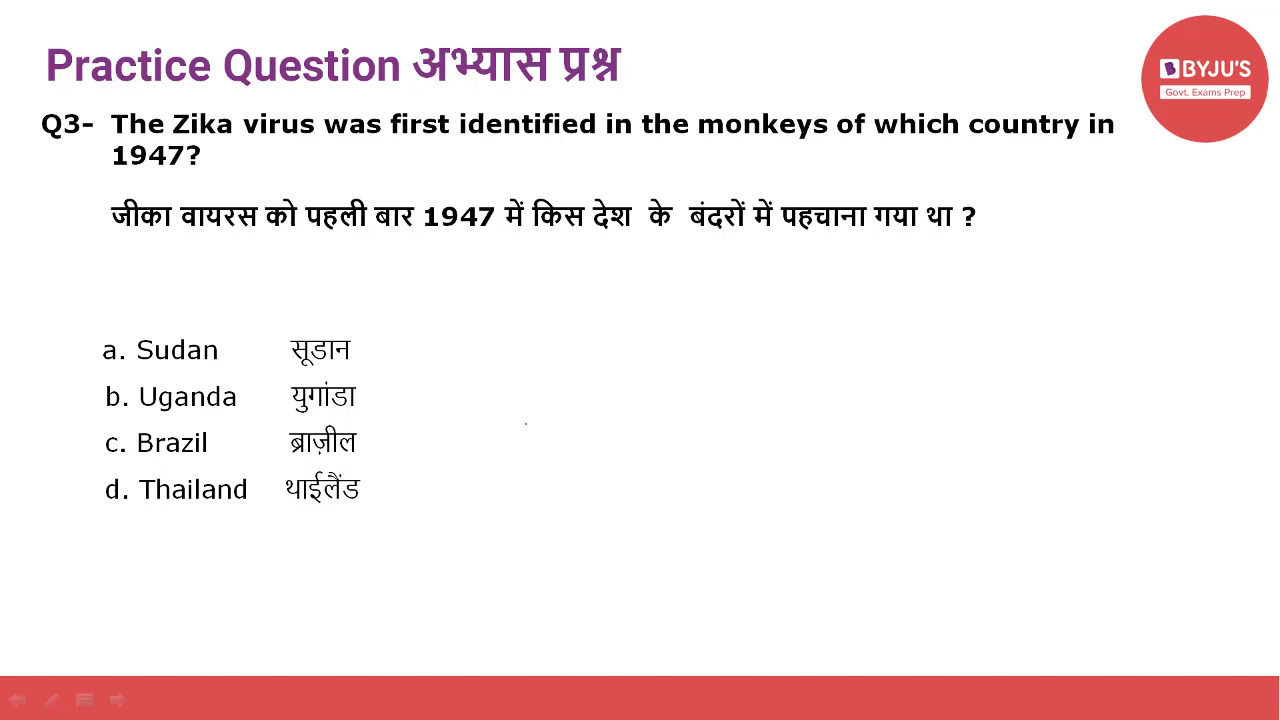 Practice Question अभ्यास प्रश्न
BYJU'S
Govt. Exams Prep
Q3- The Zika virus was first identified in the monkeys of which country in
1947?
जीका वायरस को पहली बार 1947 में किस देश के बंदरों में पहचाना गया था ?
a. Sudan सूडान
b. Uganda युगांडा
c. Brazil ब्राज़ील
d. Thailand थाईलैंड